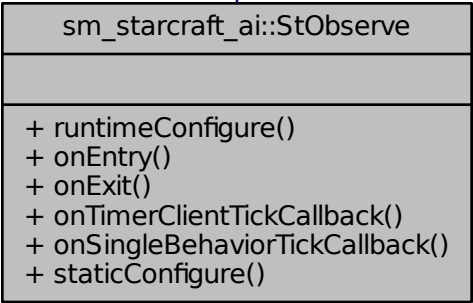 sm_starcraft_ai::StObserve
+ runtimeConfigure()
+ onEntry()
+ onExit()
+ onTimerClientTickCallback()
+ onSingleBehaviorTickCallback()
+ staticConfigure()